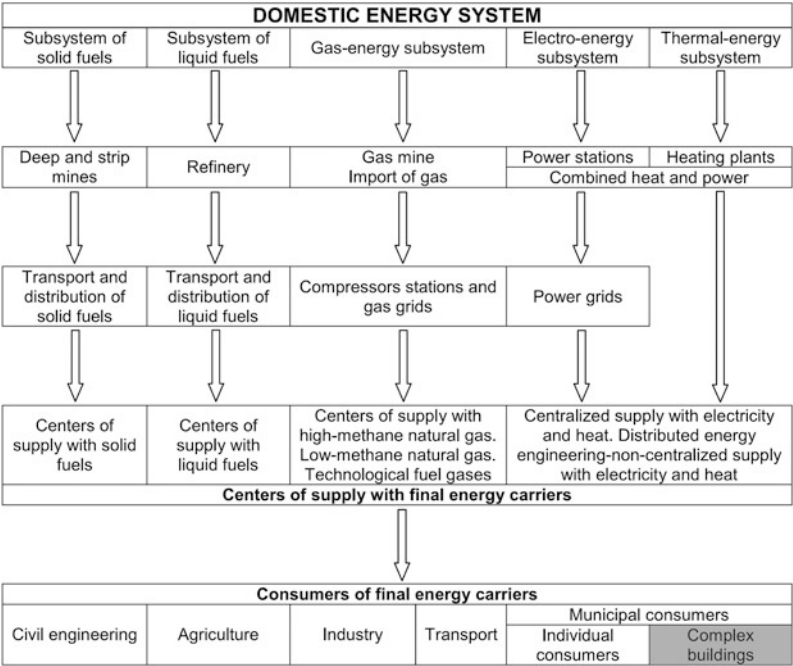 DOMESTIC ENERGY SYSTEM
Subsystem of
solid fuels
Subsystem of
liquid fuels
Gas-energy subsystem
Electro-energy
subsystem
Thermal-energy
subsystem
Deep and strip
mines
Refinery
Gas mine
Import of gas
Power stations
Heating plants
Combined heat and power
Transport and
distribution of
solid fuels
Transport and
distribution of
liquid fuels
Compressors stations and
gas grids
Power grids
Centers of
supply with solid
fuels
Centers of
supply with
liquid fuels
Centers of supply with
high-methane natural gas.
Low-methane natural gas.
Technological fuel gases
Centralized supply with electricity
and heat. Distributed energy
engineering-non-centralized supply
with electricity and heat
Centers of supply with final energy carriers
Consumers of final energy carriers
Civil engineering
Agriculture
Industry
Transport
Municipal consumers
Individual
consumers
Complex
buildings